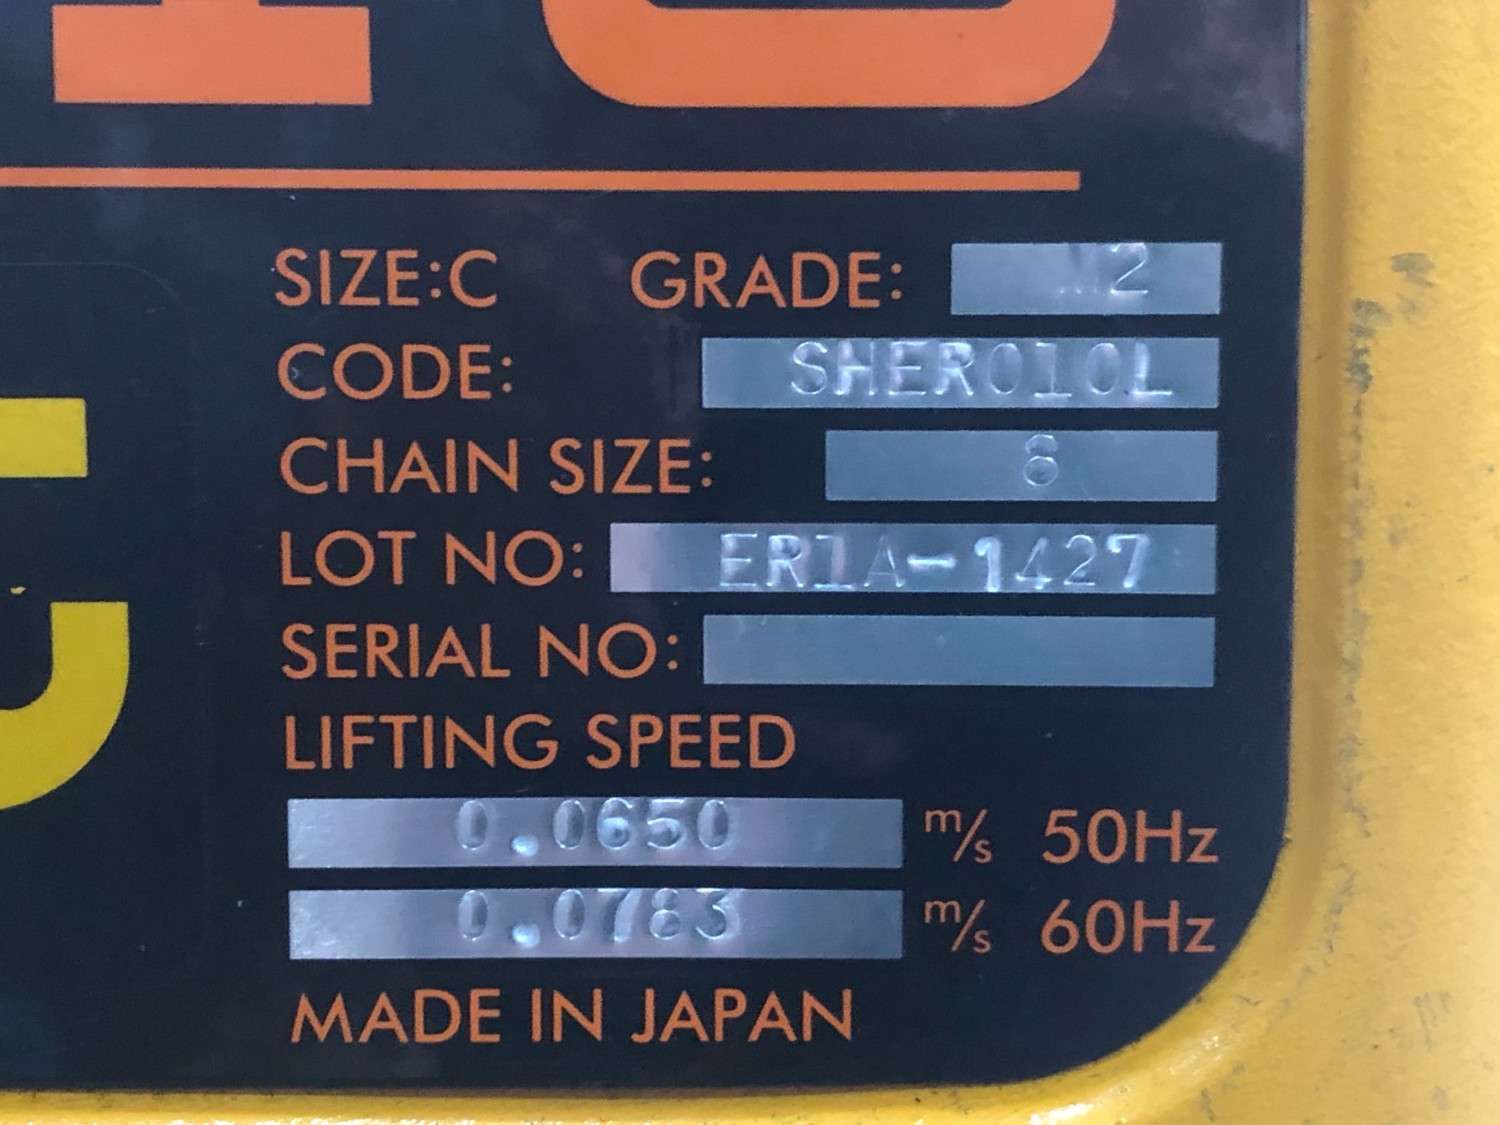 SIZE:C GRADE: M2
CODE: SHER010L
CHAIN SIZE: 8
LOT NO: ER1A-1427
SERIAL NO:
LIFTING SPEED
0.0650 m/s 50Hz
0.0783 m/s 60Hz
MADE IN JAPAN